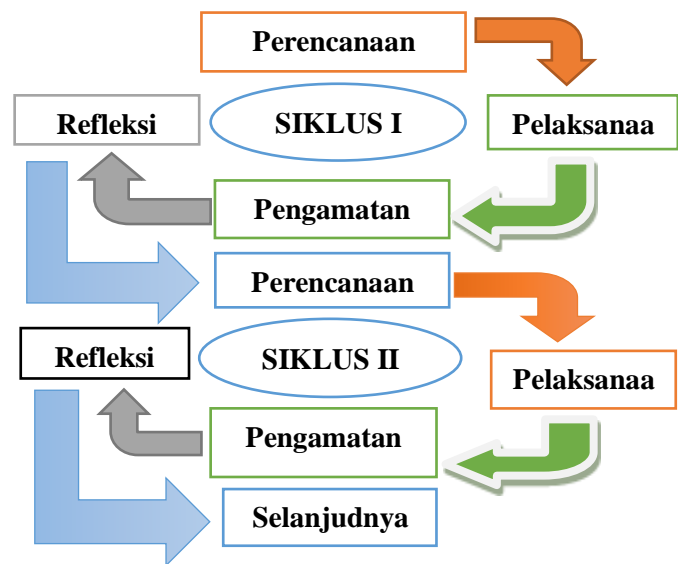 Perencanaan
Refleksi
SIKLUS I
Pelaksanaa
Pengamatan
Perencanaan
Refleksi
SIKLUS II
Pelaksanaa
Pengamatan
Selanjudnya